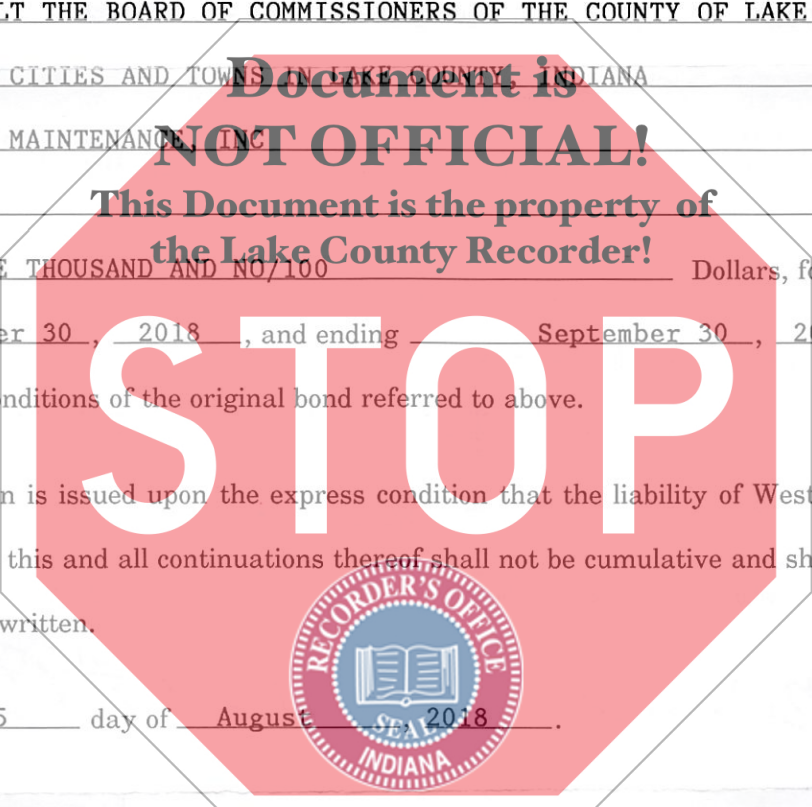 LT THE BOARD OF COMMISSIONERS OF THE COUNTY OF LAKE
CITIES AND TOWNS IN LAKE COUNTY, INDIANA
Document is
MAINTENANCE, INC
NOT OFFICIAL!
This Document is the property of
the Lake County Recorder!
E THOUSAND AND NO/100 Dollars, fo
er 30, 2018, and ending September 30, 20
STOP
nditions of the original bond referred to above.
n is issued upon the express condition that the liability of West
this and all continuations thereof shall not be cumulative and sh
RECORDER'S OFFICE
written.
5 day of August, 2018.
SEAL
INDIANA